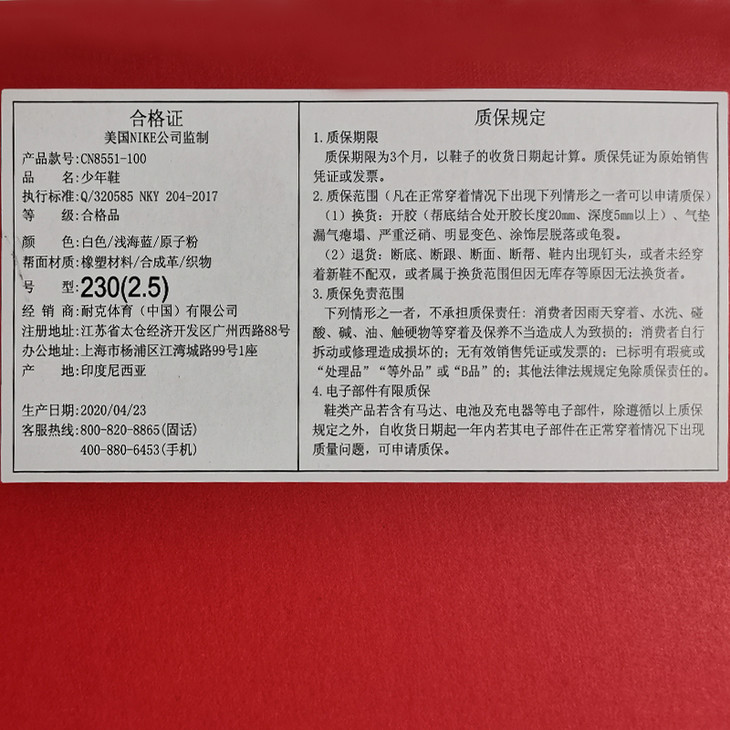 合格证
美国NIKE公司监制
产品款号:CN8551-100
品 名:少年鞋
执行标准:Q/320585 NKY 204-2017
等 级:合格品
颜 色:白色/浅海蓝/原子粉
帮面材质:橡塑材料/合成革/织物
号 型:230(2.5)
经 销 商:耐克体育（中国）有限公司
注册地址:江苏省太仓经济开发区广州西路88号
办公地址:上海市杨浦区江湾城路99号1座
产 地:印度尼西亚
生产日期:2020/04/23
客服热线:800-820-8865(固话)
400-880-6453(手机)
质保规定
1.质保期限
质保期限为3个月，以鞋子的收货日期起计算。质保凭证为原始销售
凭证或发票。
2.质保范围（凡在正常穿着情况下出现下列情形之一者可以申请质保）
（1）换货：开胶（帮底结合处开胶长度20mm、深度5mm以上）、气垫
漏气瘪塌、严重泛硝、明显变色、涂饰层脱落或龟裂。
（2）退货：断底、断跟、断面、断帮、鞋内出现钉头，或者未经穿
着新鞋不配双，或者属于换货范围但因无库存等原因无法换货者。
3.质保免责范围
下列情形之一者，不承担质保责任：消费者因雨天穿着、水洗、碰
酸、碱、油、触硬物等穿着及保养不当造成人为致损的；消费者自行
拆动或修理造成损坏的；无有效销售凭证或发票的；已标明有瑕疵或
“处理品”“等外品”或“B品”的；其他法律法规规定免除质保责任的。
4.电子部件有限质保
鞋类产品若含有马达、电池及充电器等电子部件，除遵循以上质保
规定之外，自收货日期起一年内若其电子部件在正常穿着情况下出现
质量问题，可申请质保。